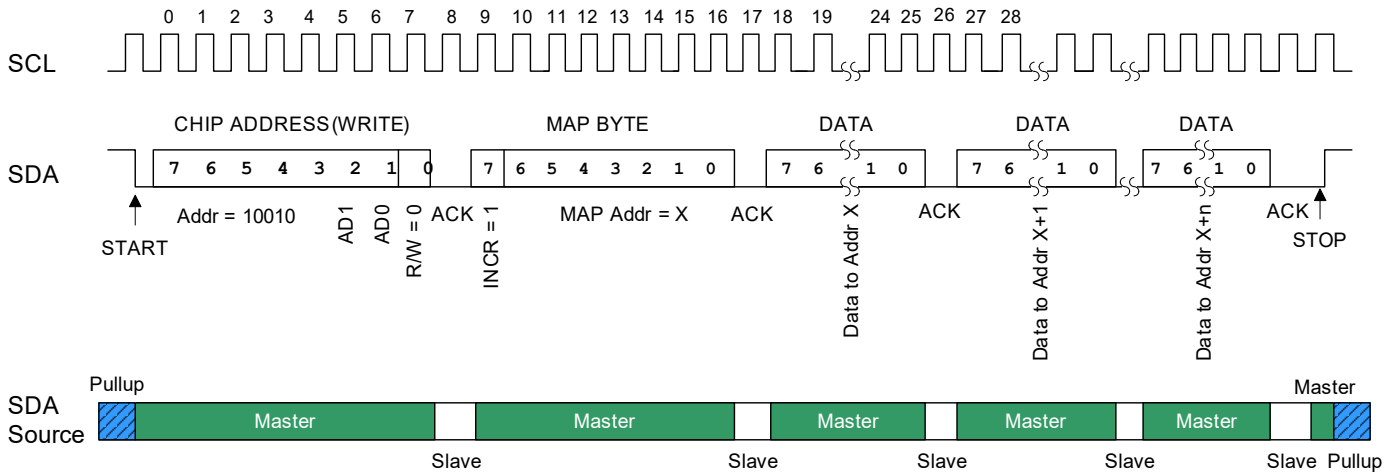 0 1 2 3 4 5 6 7 8 9 10 11 12 13 14 15 16 17 18 19 24 25 26 27 28
SCL
CHIP ADDRESS (WRITE) MAP BYTE DATA DATA DATA
SDA
7 6 5 4 3 2 1 0 7 6 5 4 3 2 1 0 7 6 1 0 7 6 1 0 7 6 1 0
START
Addr = 10010
AD1
AD0
R/W = 0
ACK
INCR = 1
MAP Addr = X
ACK
Data to Addr X
ACK
Data to Addr X+1
Data to Addr X+n
ACK
STOP
Pullup
Master
SDA
Source
Master Master Master Master Master
Slave Slave Slave Slave Slave Pullup